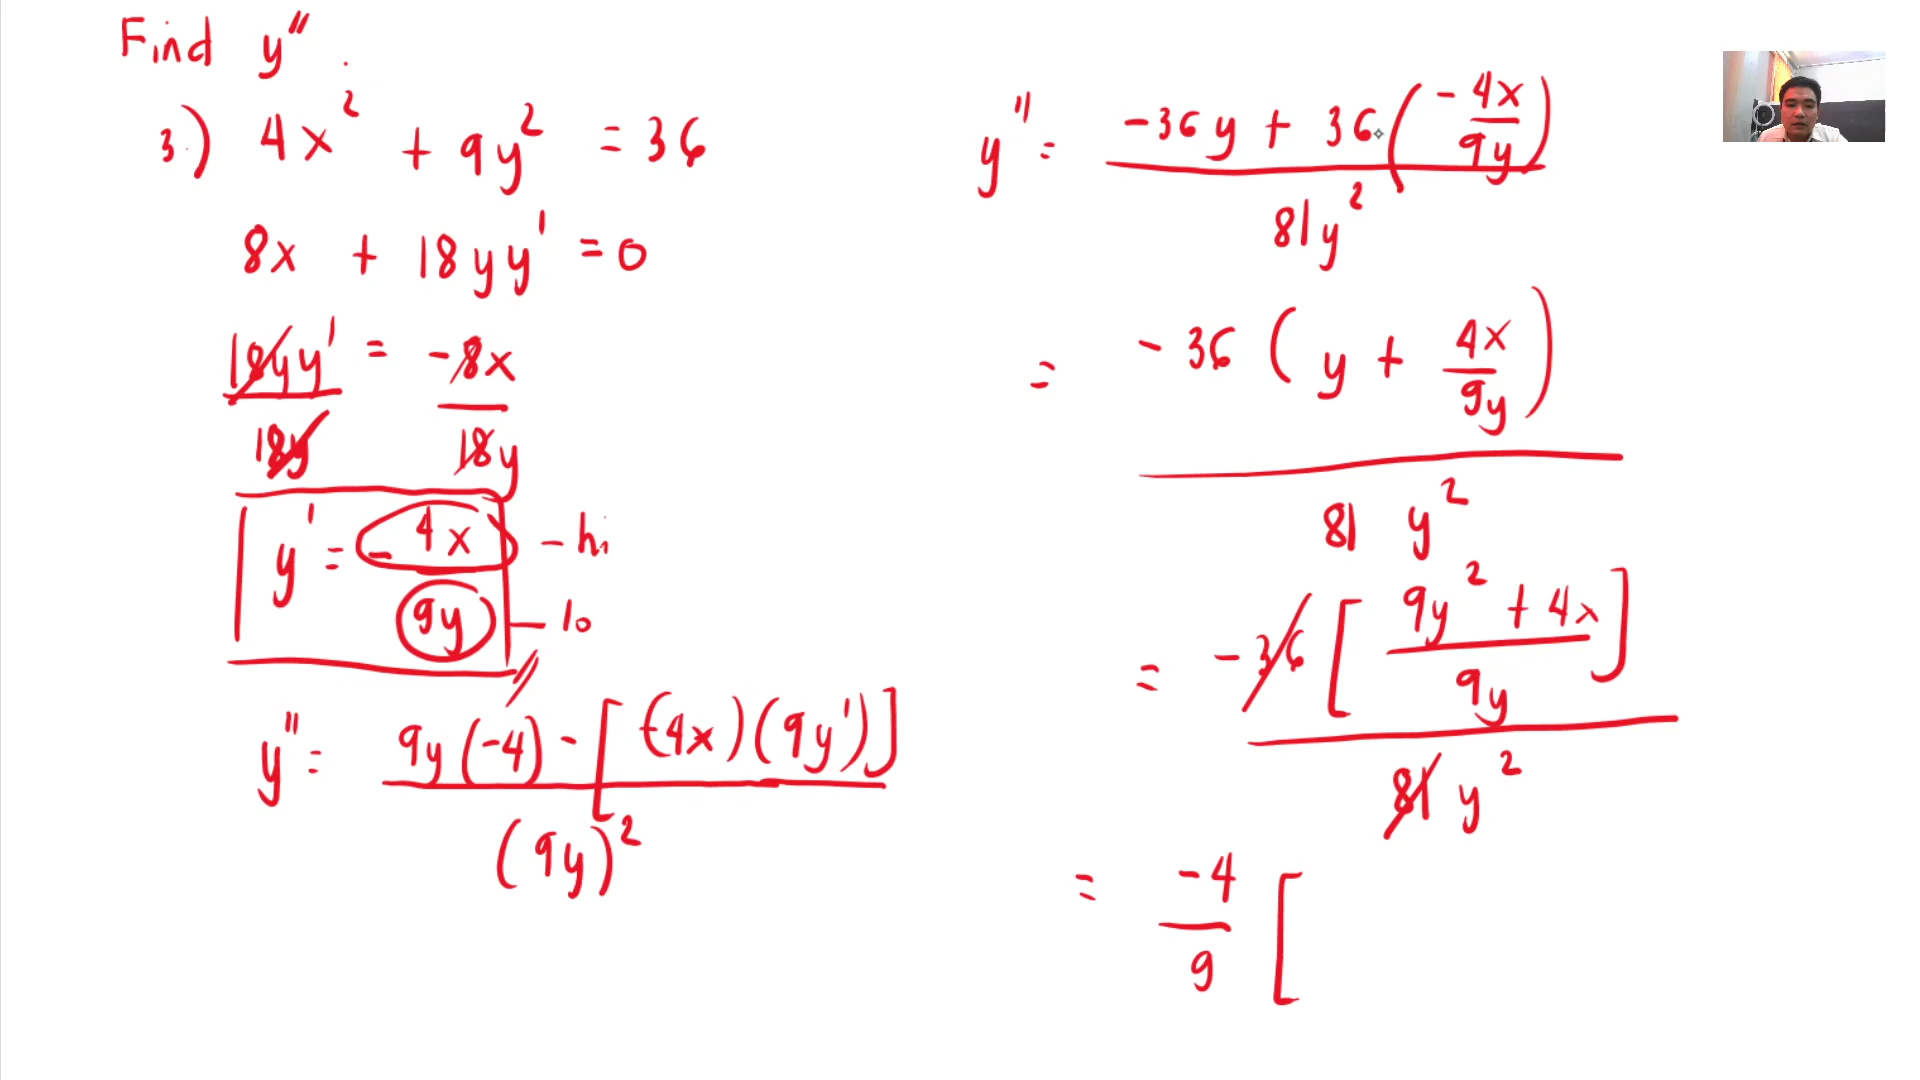 Find y''.
3.) 4x² + 9y² = 36
8x + 18yy' = 0
18yy'/18y = -8x/18y
y' = -4x/9y - hi - lo
y'' = (9y(-4) - [(-4x)(9y')])/(9y)²
y'' = (-36y + 36(-4x/9y))/81y²
= (-36(y + 4x/9y))/81y²
= (-36[(9y² + 4x)/9y])/81y²
= -4/9 [